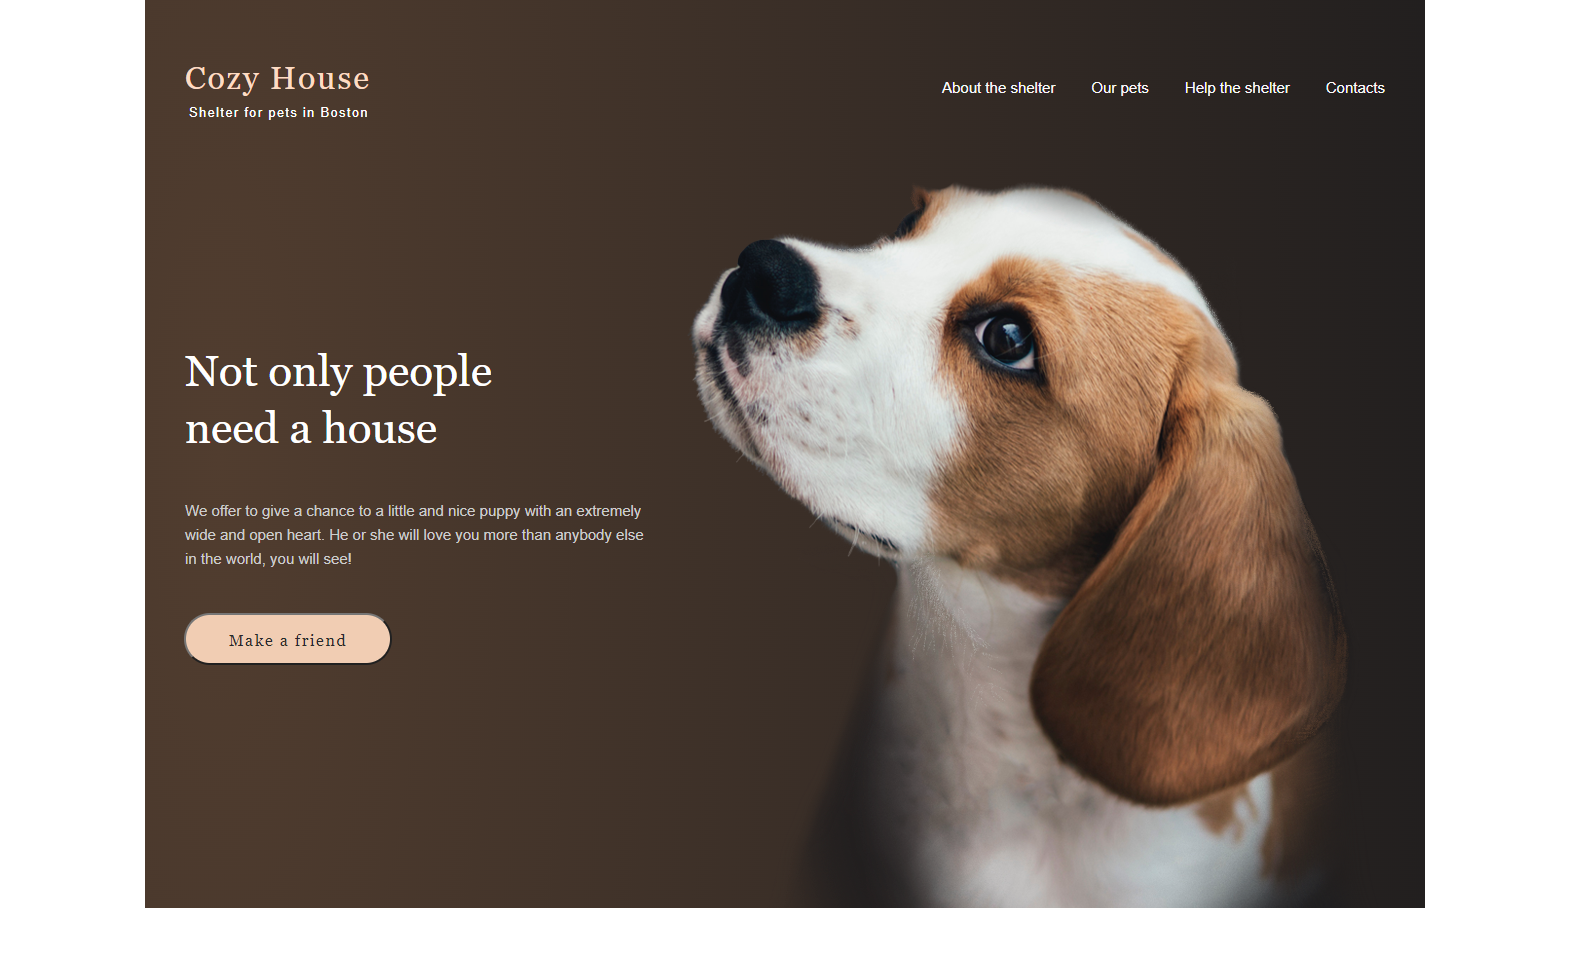 Cozy House
Shelter for pets in Boston
About the shelter
Our pets
Help the shelter
Contacts
Not only people
need a house
We offer to give a chance to a little and nice puppy with an extremely
wide and open heart. He or she will love you more than anybody else
in the world, you will see!
Make a friend